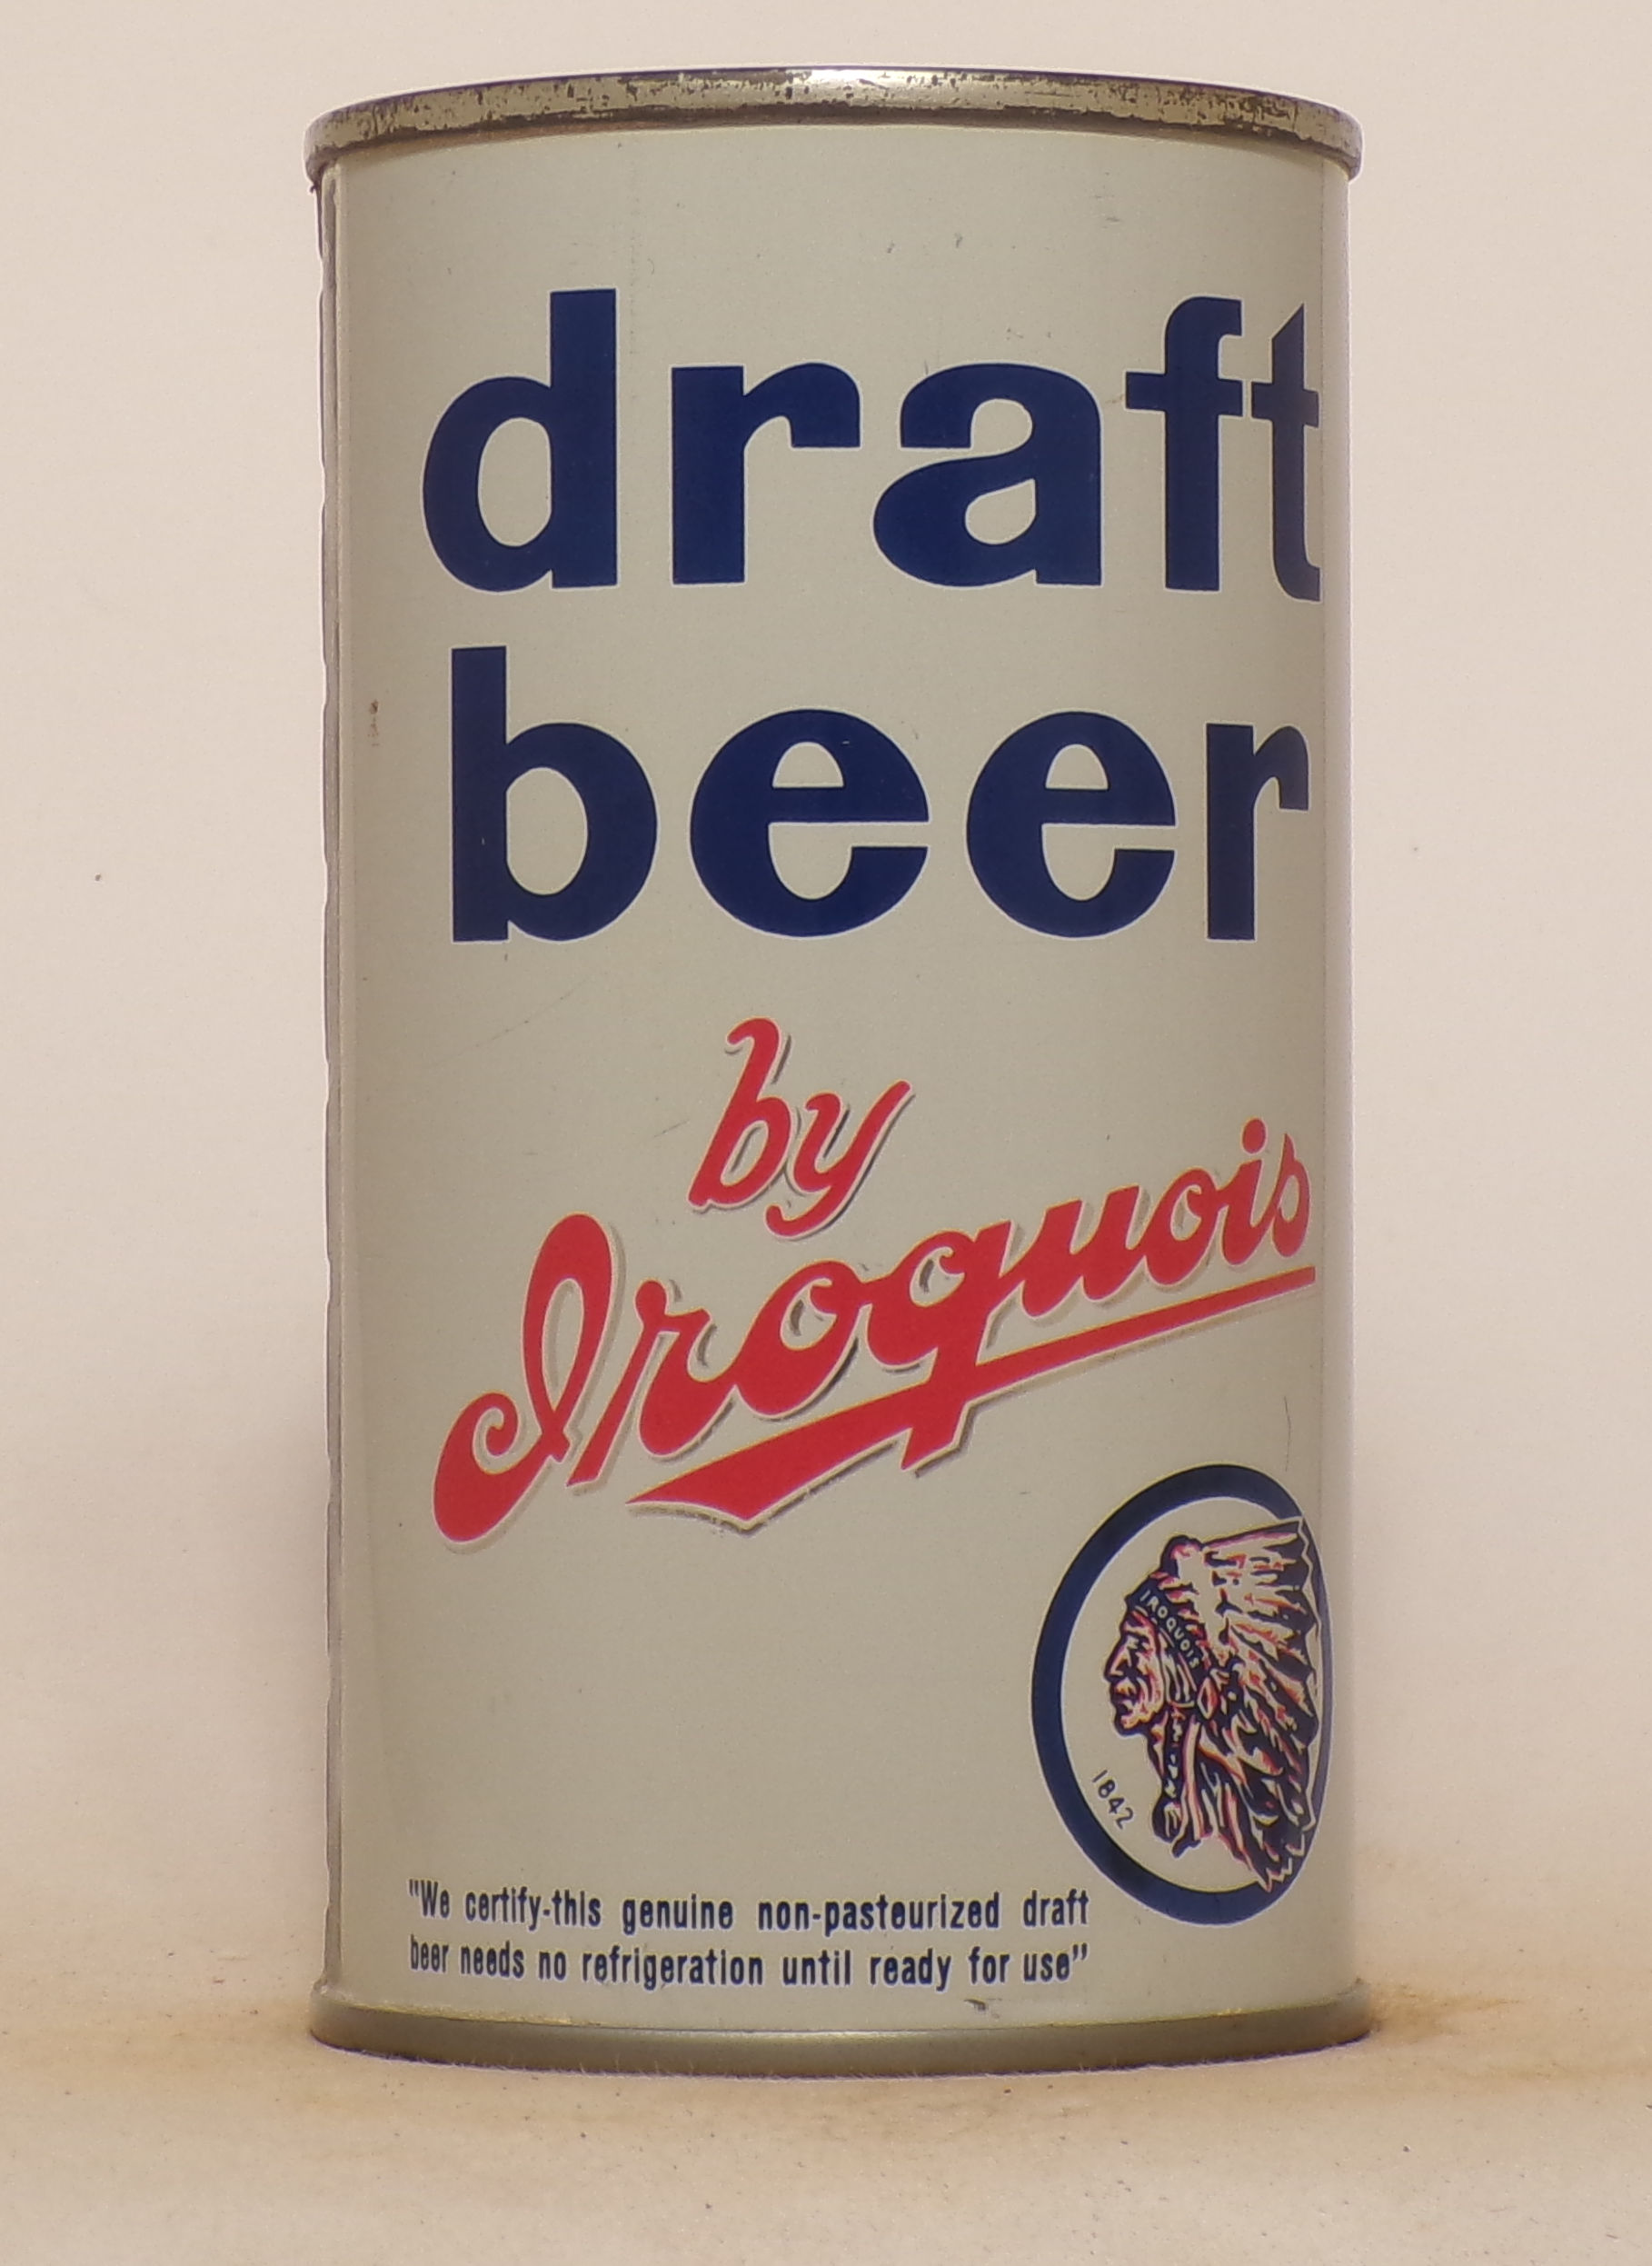 draft
beer
by
Iroquois
IROQUOIS
1842
"We certify-this genuine non-pasteurized draft
beer needs no refrigeration until ready for use"